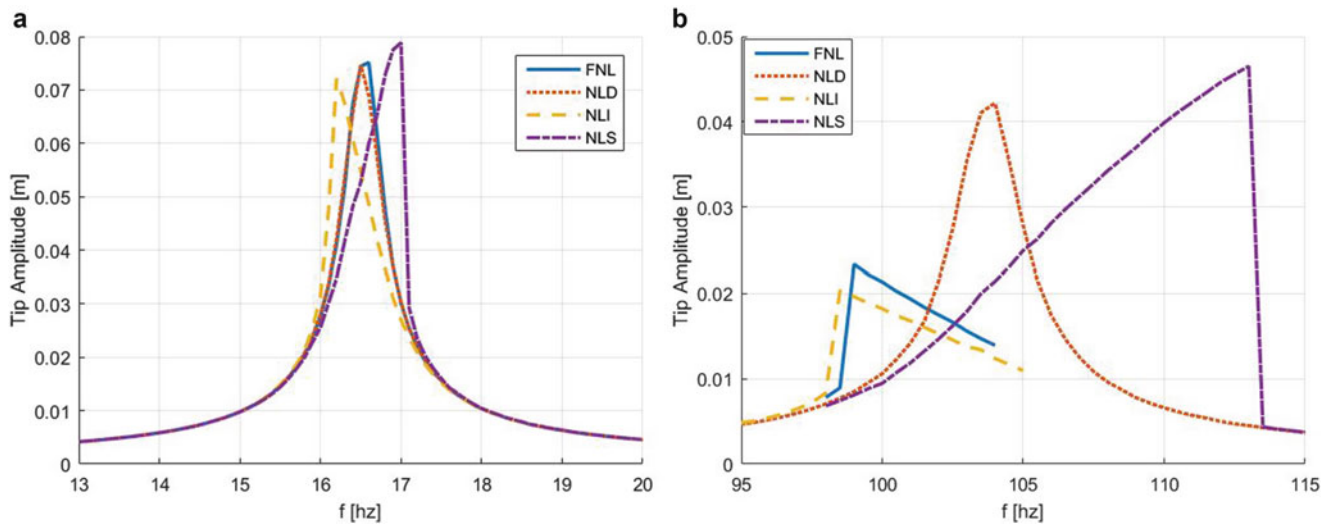 a
0.08
0.07
0.06
0.05
0.04
0.03
0.02
0.01
0
Tip Amplitude [m]
13 14 15 16 17 18 19 20
f [hz]
FNL
NLD
NLI
NLS
b
0.05
0.04
0.03
0.02
0.01
0
Tip Amplitude [m]
95 100 105 110 115
f [hz]
FNL
NLD
NLI
NLS